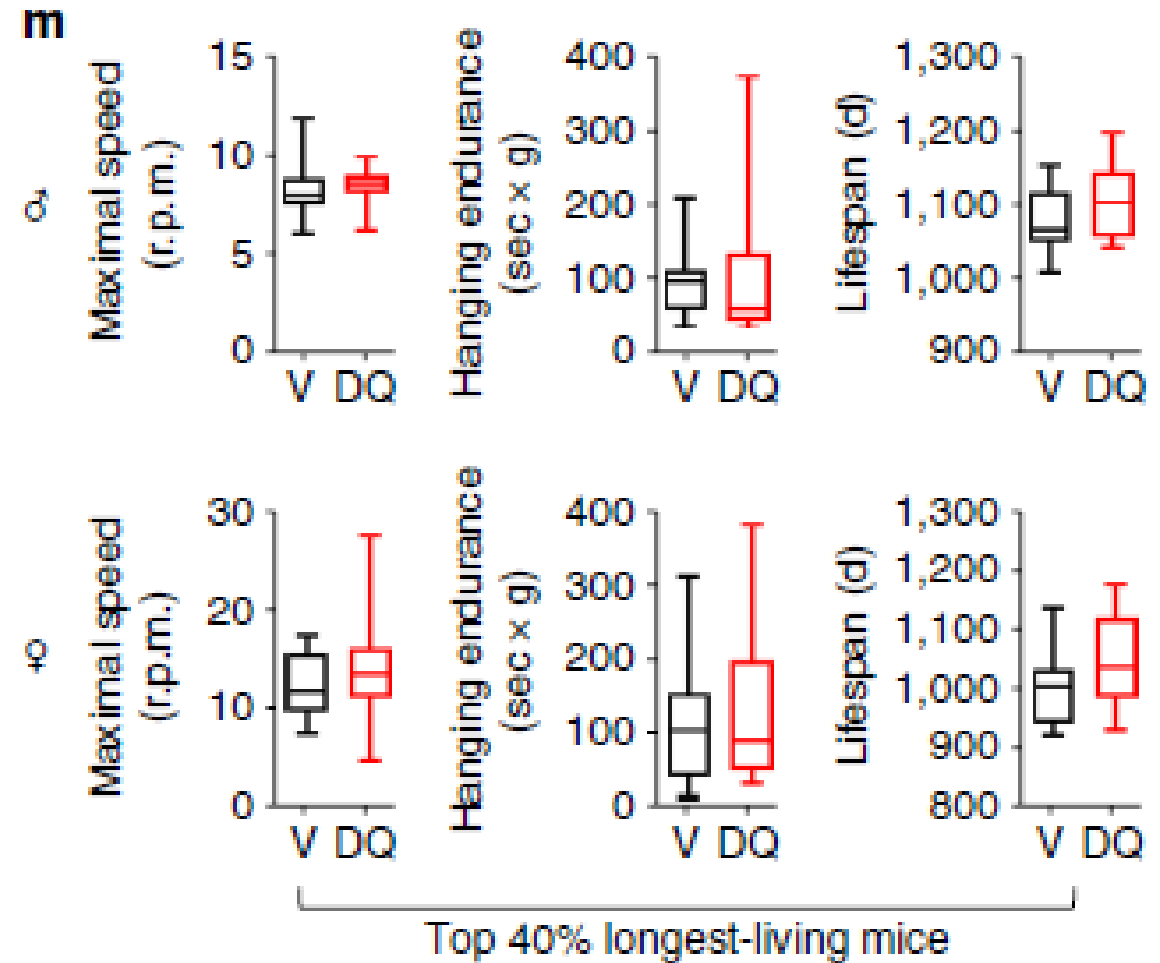 m
♂
Maximal speed
(r.p.m.)
15
10
5
0
V DQ
Hanging endurance
(sec × g)
400
300
200
100
0
V DQ
Lifespan (d)
1,300
1,200
1,100
1,000
900
V DQ
♀
Maximal speed
(r.p.m.)
30
20
10
0
V DQ
Hanging endurance
(sec × g)
400
300
200
100
0
V DQ
Lifespan (d)
1,300
1,200
1,100
1,000
900
800
V DQ
Top 40% longest-living mice